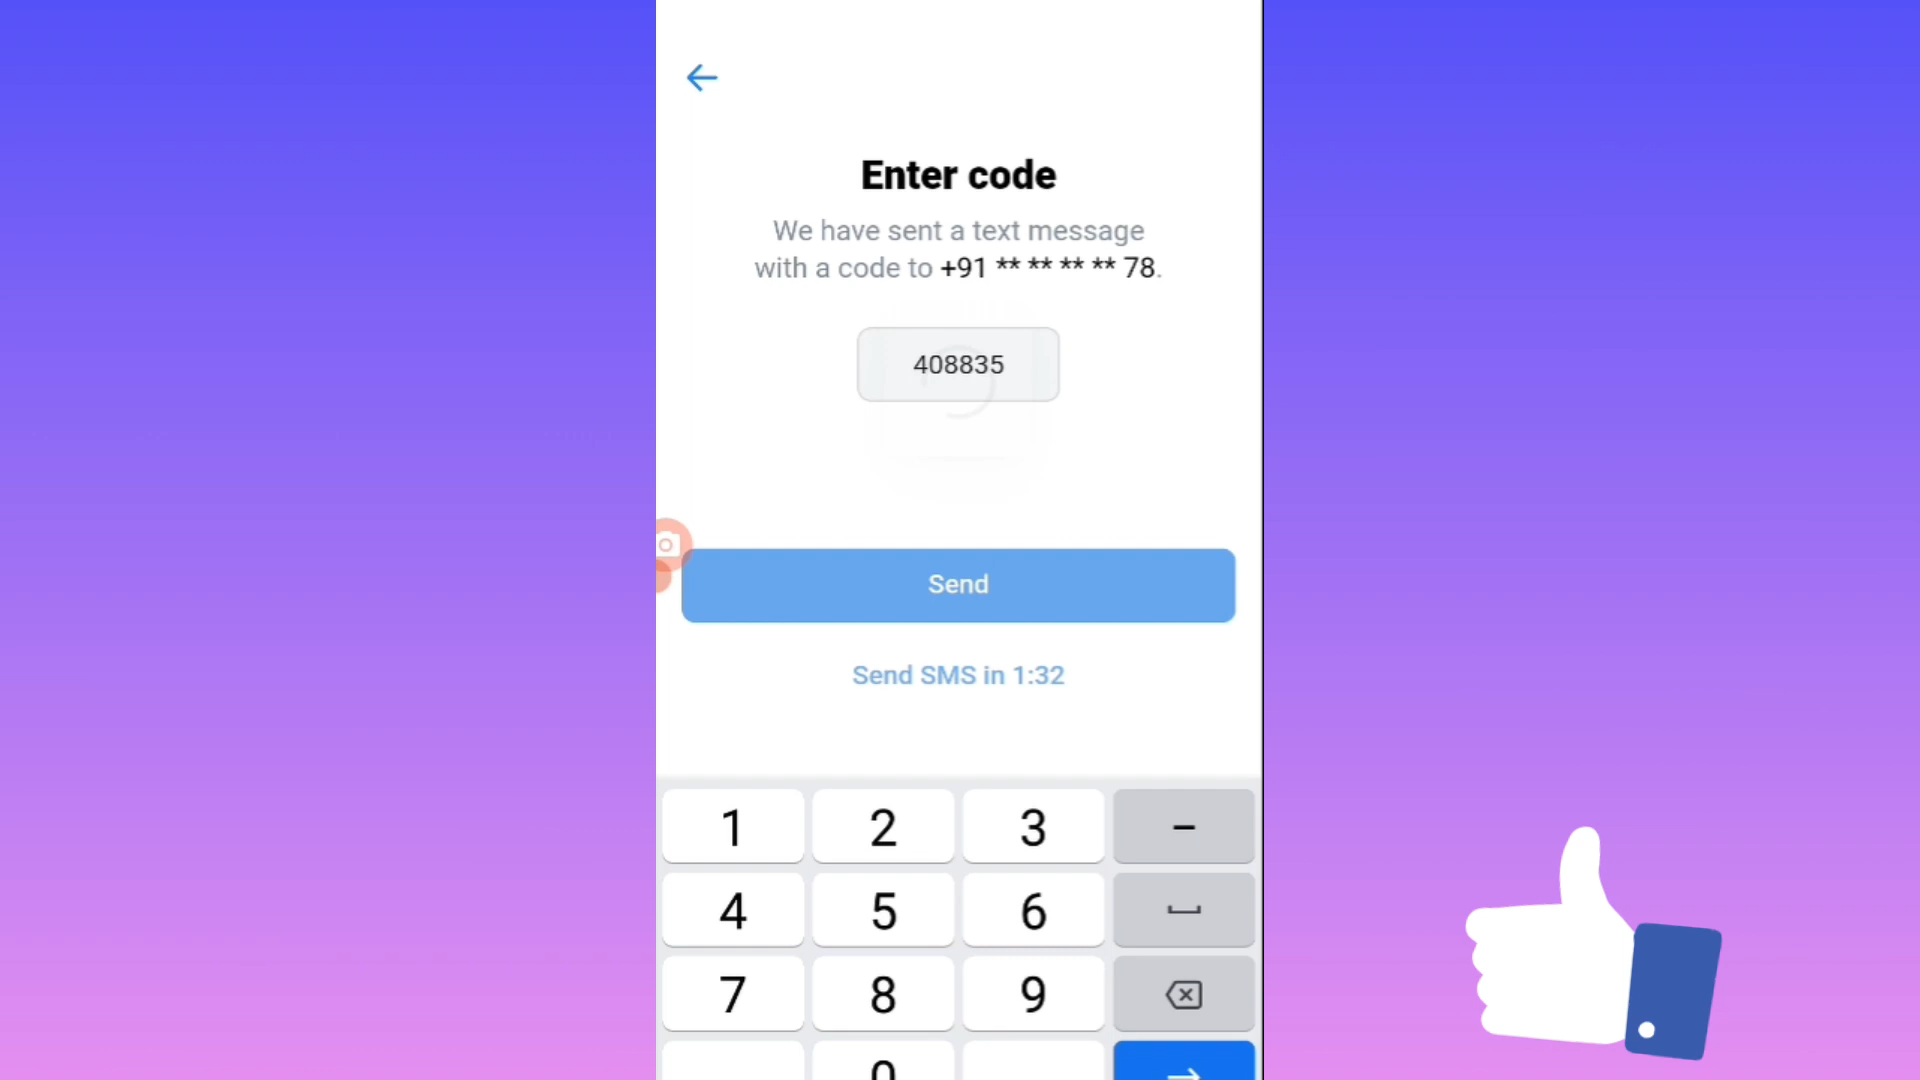 Enter code
We have sent a text message
with a code to +91 ** ** ** ** 78.
408835
Send
Send SMS in 1:32
1 2 3 –
4 5 6
7 8 9
0